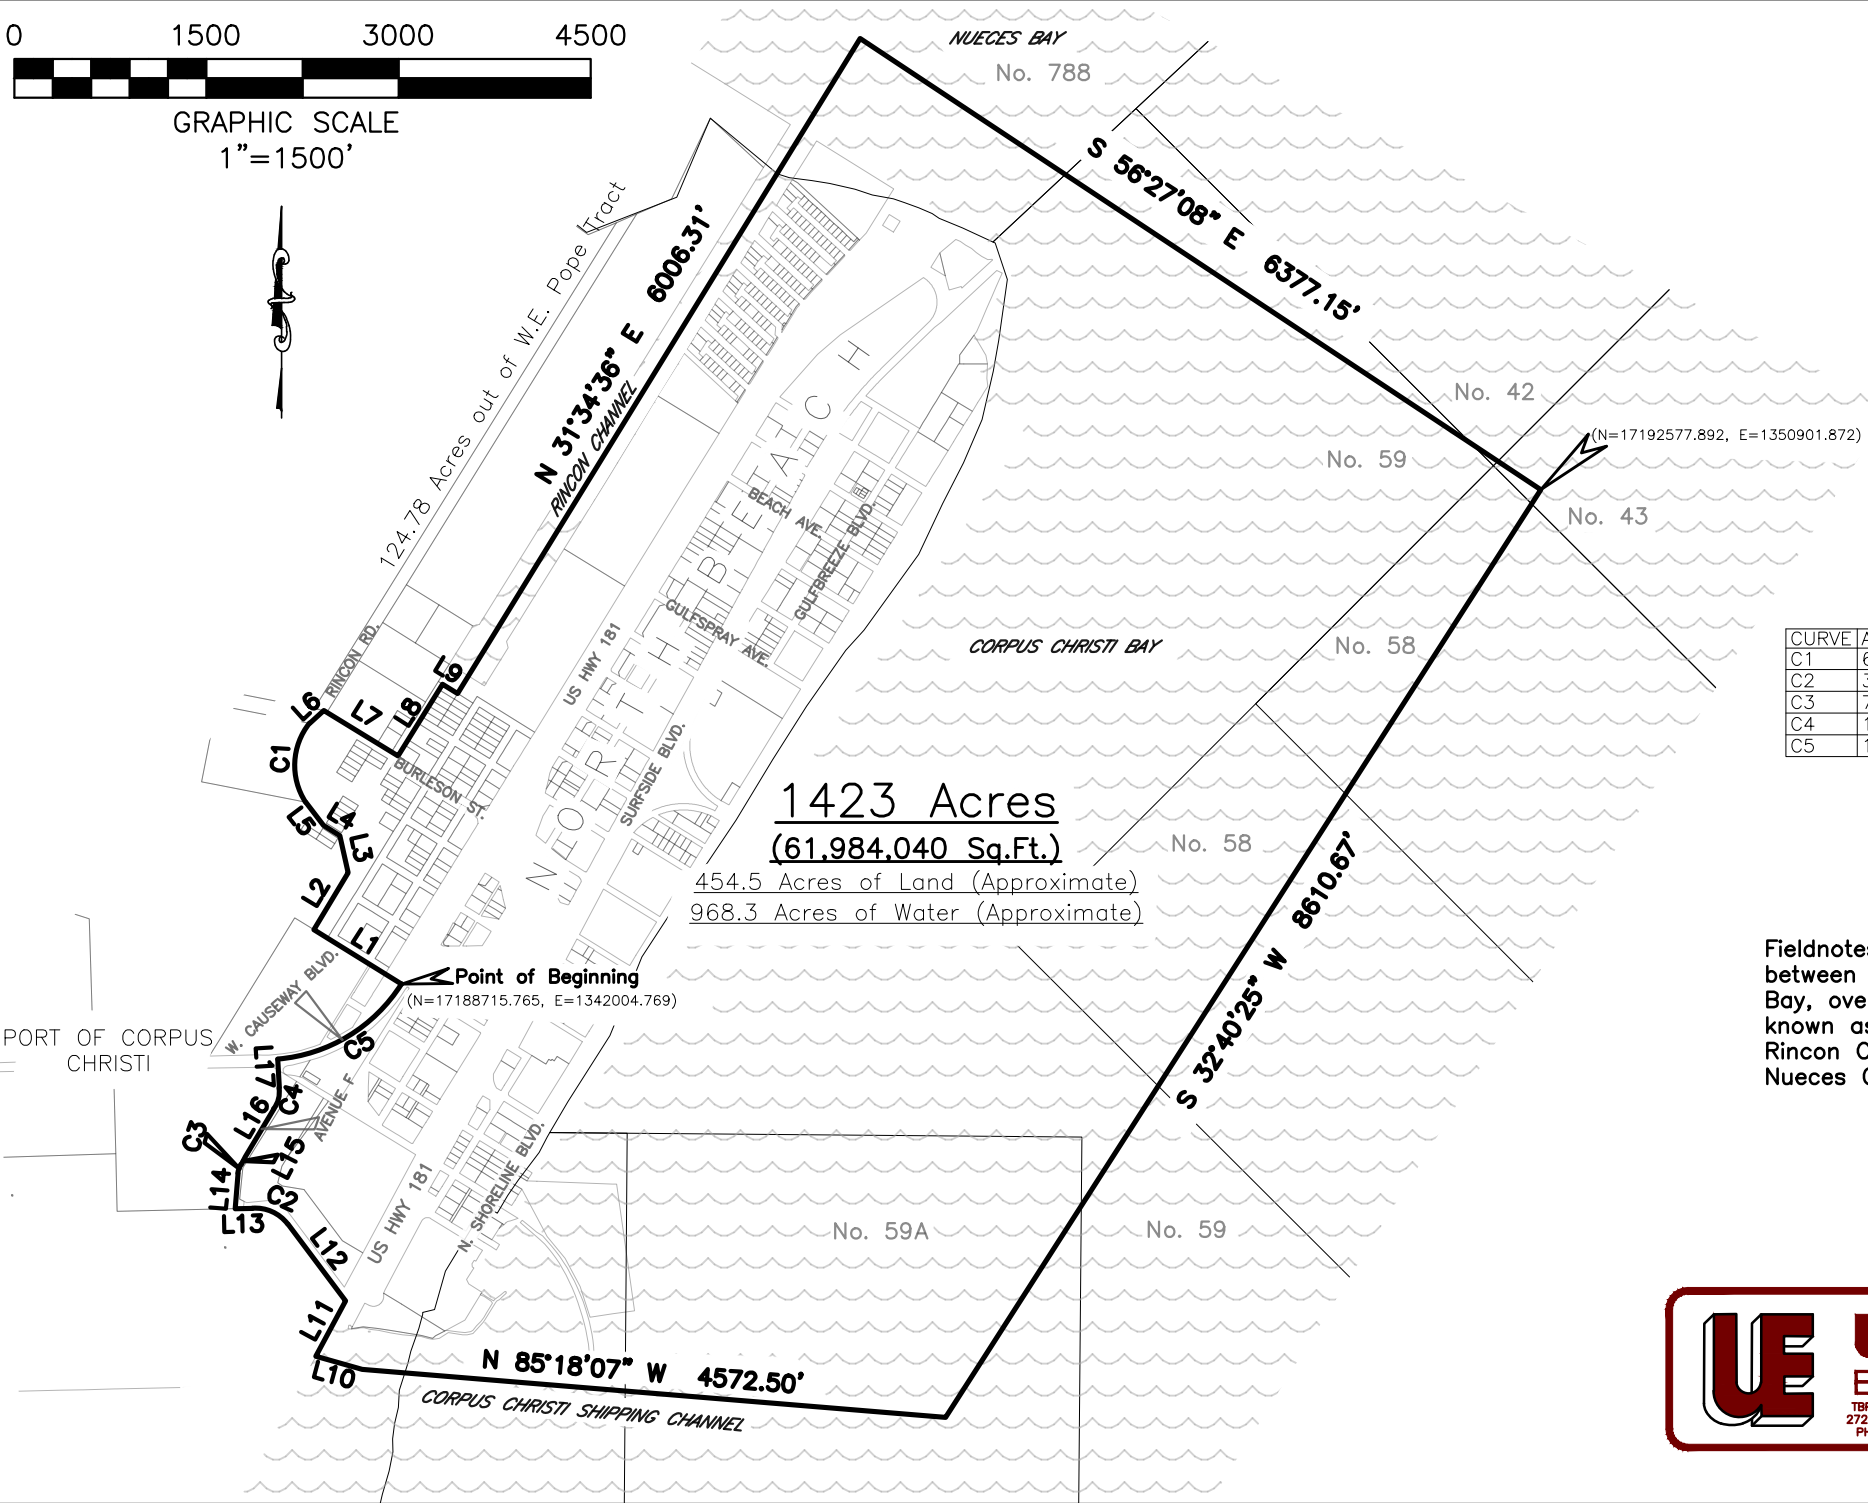 0 1500 3000 4500
GRAPHIC SCALE
1"=1500'
NUECES BAY
No. 788
S 56°27'08" E 6377.15'
124.78 Acres out of W.E. Pope Tract
N 31°34'36" E 6006.31'
RINCON CHANNEL
No. 42
(N=17192577.892, E=1350901.872)
No. 59
No. 43
NORTH BEACH
BEACH AVE.
GULFBREEZE BLVD.
GULFSPRAY AVE.
US HWY 181
SURFSIDE BLVD.
CORPUS CHRISTI BAY
No. 58
RINCON RD.
L9
L8
L7
L6
C1
BURLESON ST.
L5
L4
L3
L2
L1
1423 Acres
(61,984,040 Sq.Ft.)
454.5 Acres of Land (Approximate)
968.3 Acres of Water (Approximate)
No. 58
S 32°40'25" W 8610.67'
CURVE
C1
C2
C3
C4
C5
Point of Beginning
(N=17188715.765, E=1342004.769)
W. CAUSEWAY BLVD.
PORT OF CORPUS
CHRISTI
C5
L17
C4
L16
AVENUE F
C3
L15
L14
C2
L13
L12
L11
L10
US HWY 181
N. SHORELINE BLVD.
No. 59A
No. 59
N 85°18'07" W 4572.50'
CORPUS CHRISTI SHIPPING CHANNEL
Fieldnotes
between
Bay, ove
known as
Rincon C
Nueces C
UE